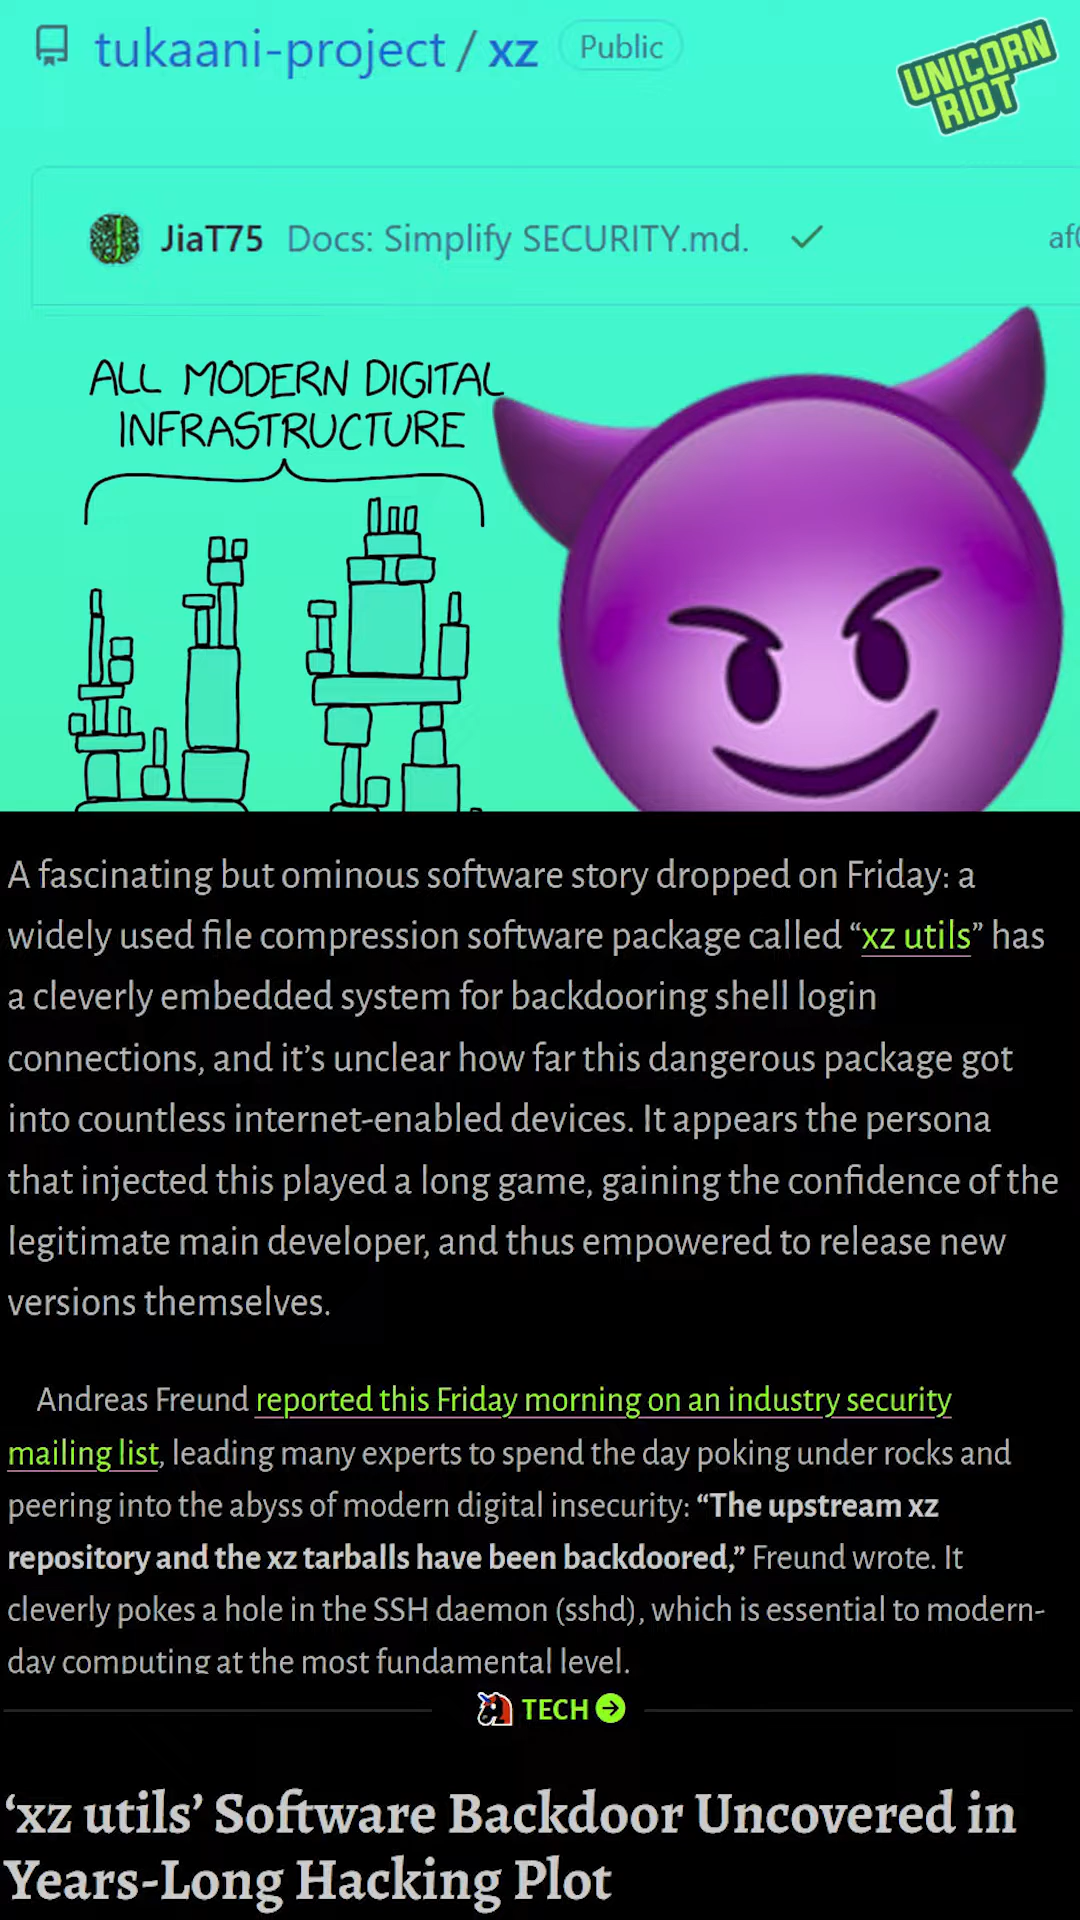 tukaani-project / xz Public
UNICORN
RIOT
JiaT75 Docs: Simplify SECURITY.md.
ALL MODERN DIGITAL
INFRASTRUCTURE
A fascinating but ominous software story dropped on Friday: a
widely used file compression software package called “xz utils” has
a cleverly embedded system for backdooring shell login
connections, and it’s unclear how far this dangerous package got
into countless internet-enabled devices. It appears the persona
that injected this played a long game, gaining the confidence of the
legitimate main developer, and thus empowered to release new
versions themselves.
Andreas Freund reported this Friday morning on an industry security
mailing list, leading many experts to spend the day poking under rocks and
peering into the abyss of modern digital insecurity: “The upstream xz
repository and the xz tarballs have been backdoored,” Freund wrote. It
cleverly pokes a hole in the SSH daemon (sshd), which is essential to modern-
day computing at the most fundamental level.
TECH
‘xz utils’ Software Backdoor Uncovered in
Years-Long Hacking Plot